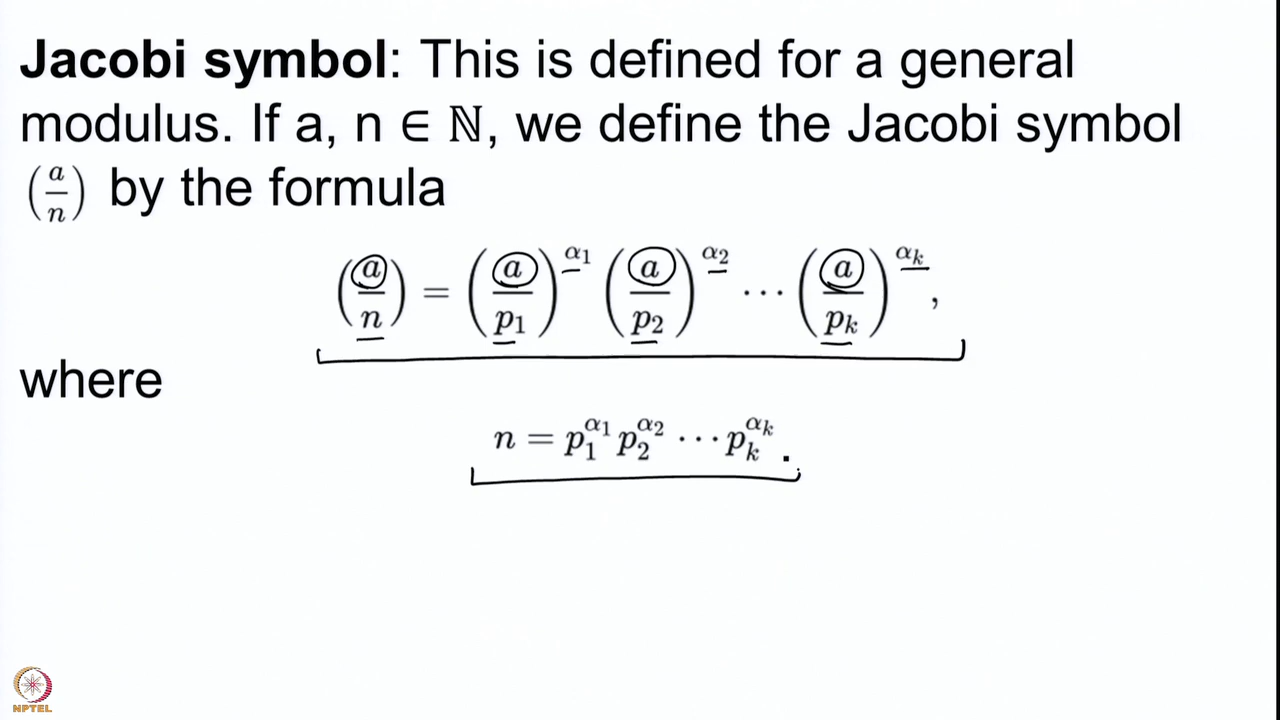 Jacobi symbol: This is defined for a general
modulus. If a, n ∈ ℕ, we define the Jacobi symbol
(a/n) by the formula
(a/n) = (a/p₁)^α₁ (a/p₂)^α₂ ⋯ (a/pₖ)^αₖ,
where
n = p₁^α₁ p₂^α₂ ⋯ pₖ^αₖ.
NPTEL